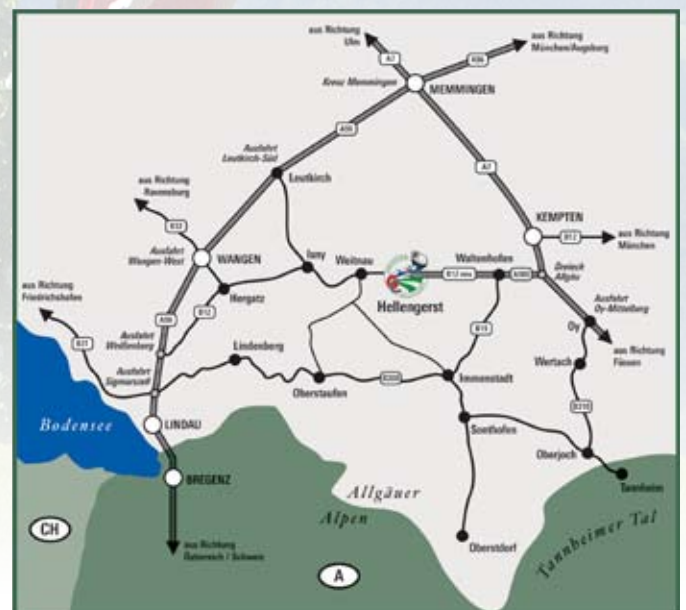 aus Richtung
Ulm
aus Richtung
München/Augsburg
A7
A96
Kreuz Memmingen
MEMMINGEN
A96
Ausfahrt
Leutkirch-Süd
Leutkirch
A7
aus Richtung
Ravensburg
KEMPTEN
B12
aus Richtung
München
Ausfahrt
Wangen-West
WANGEN
Isny
Weitnau
Waltenhofen
Dreieck
Allgäu
B12 neu
A980
Hellengerst
Hergatz
aus Richtung
Friedrichshafen
A96
B12
Ausfahrt
Weißensberg
Ausfahrt
Oy-Mittelberg
Oy
B31
B19
Lindenberg
aus Richtung
Füssen
Ausfahrt
Sigmarszell
Wertach
Oberstaufen
Immenstadt
B310
Bodensee
LINDAU
Sonthofen
Oberjoch
BREGENZ
Tannheim
Allgäuer
Alpen
Tannheimer Tal
CH
Oberstdorf
aus Richtung
Österreich / Schweiz
A